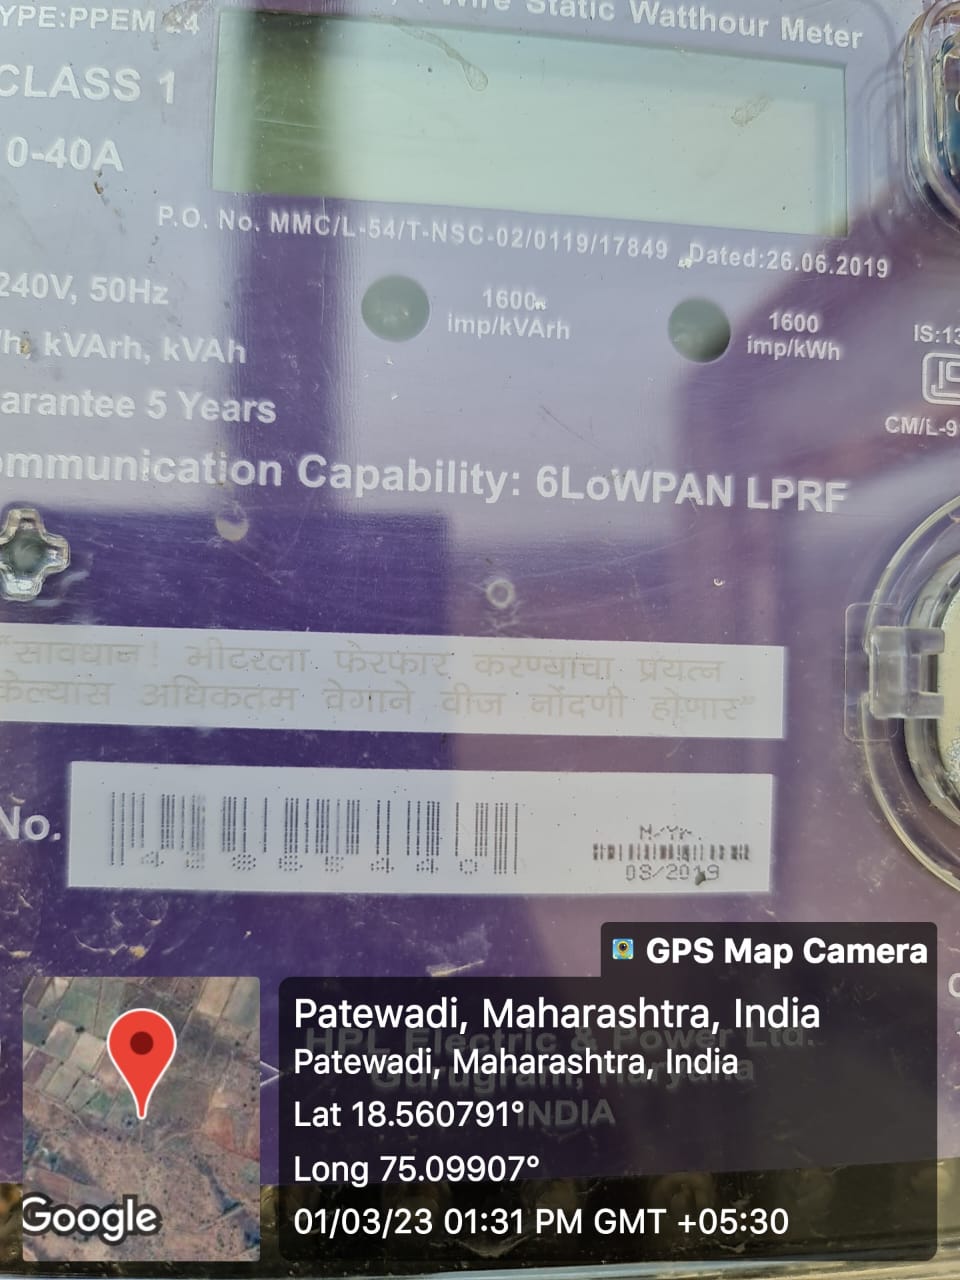 Wire Static Watthour Meter
YPE:PPEM 24
CLASS 1
0-40A
P.O. No. MMC/L-54/T-NSC-02/0119/17849 Dated:26.06.2019
240V, 50Hz
1600
imp/kVArh
1600
imp/kWh
h, kVArh, kVAh
IS:13
arantee 5 Years
CM/L-9
ommunication Capability: 6LoWPAN LPRF
"सावधान! मीटरला फेरफार करण्याचा प्रयत्न
केल्यास अधिकतम वेगाने वीज नोंदणी होणार"
No.
M/Yr.
08/2019
GPS Map Camera
Patewadi, Maharashtra, India
HPL Electric & Power Ltd.
Patewadi, Maharashtra, India
Gurugram, Haryana
Lat 18.560791°
INDIA
Long 75.09907°
01/03/23 01:31 PM GMT +05:30
Google